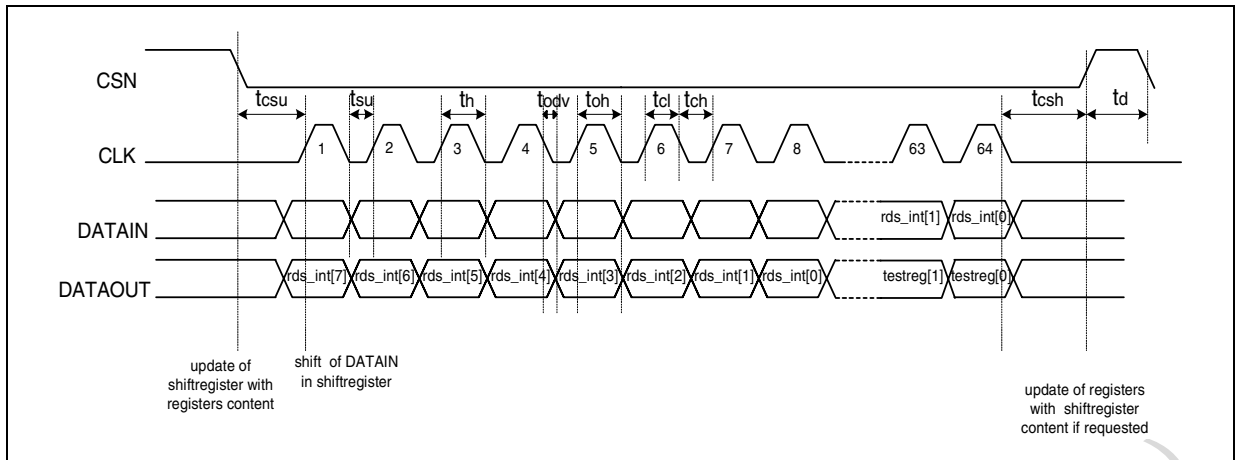 CSN
tcsu
tsu
th
todv
toh
tcl
tch
tcsh
td
CLK
1 2 3 4 5 6 7 8 63 64
DATAIN
rds_int[1] rds_int[0]
DATAOUT
rds_int[7] rds_int[6] rds_int[5] rds_int[4] rds_int[3] rds_int[2] rds_int[1] rds_int[0] testreg[1] testreg[0]
update of
shiftregister with
registers content
shift of DATAIN
in shiftregister
update of registers
with shiftregister
content if requested